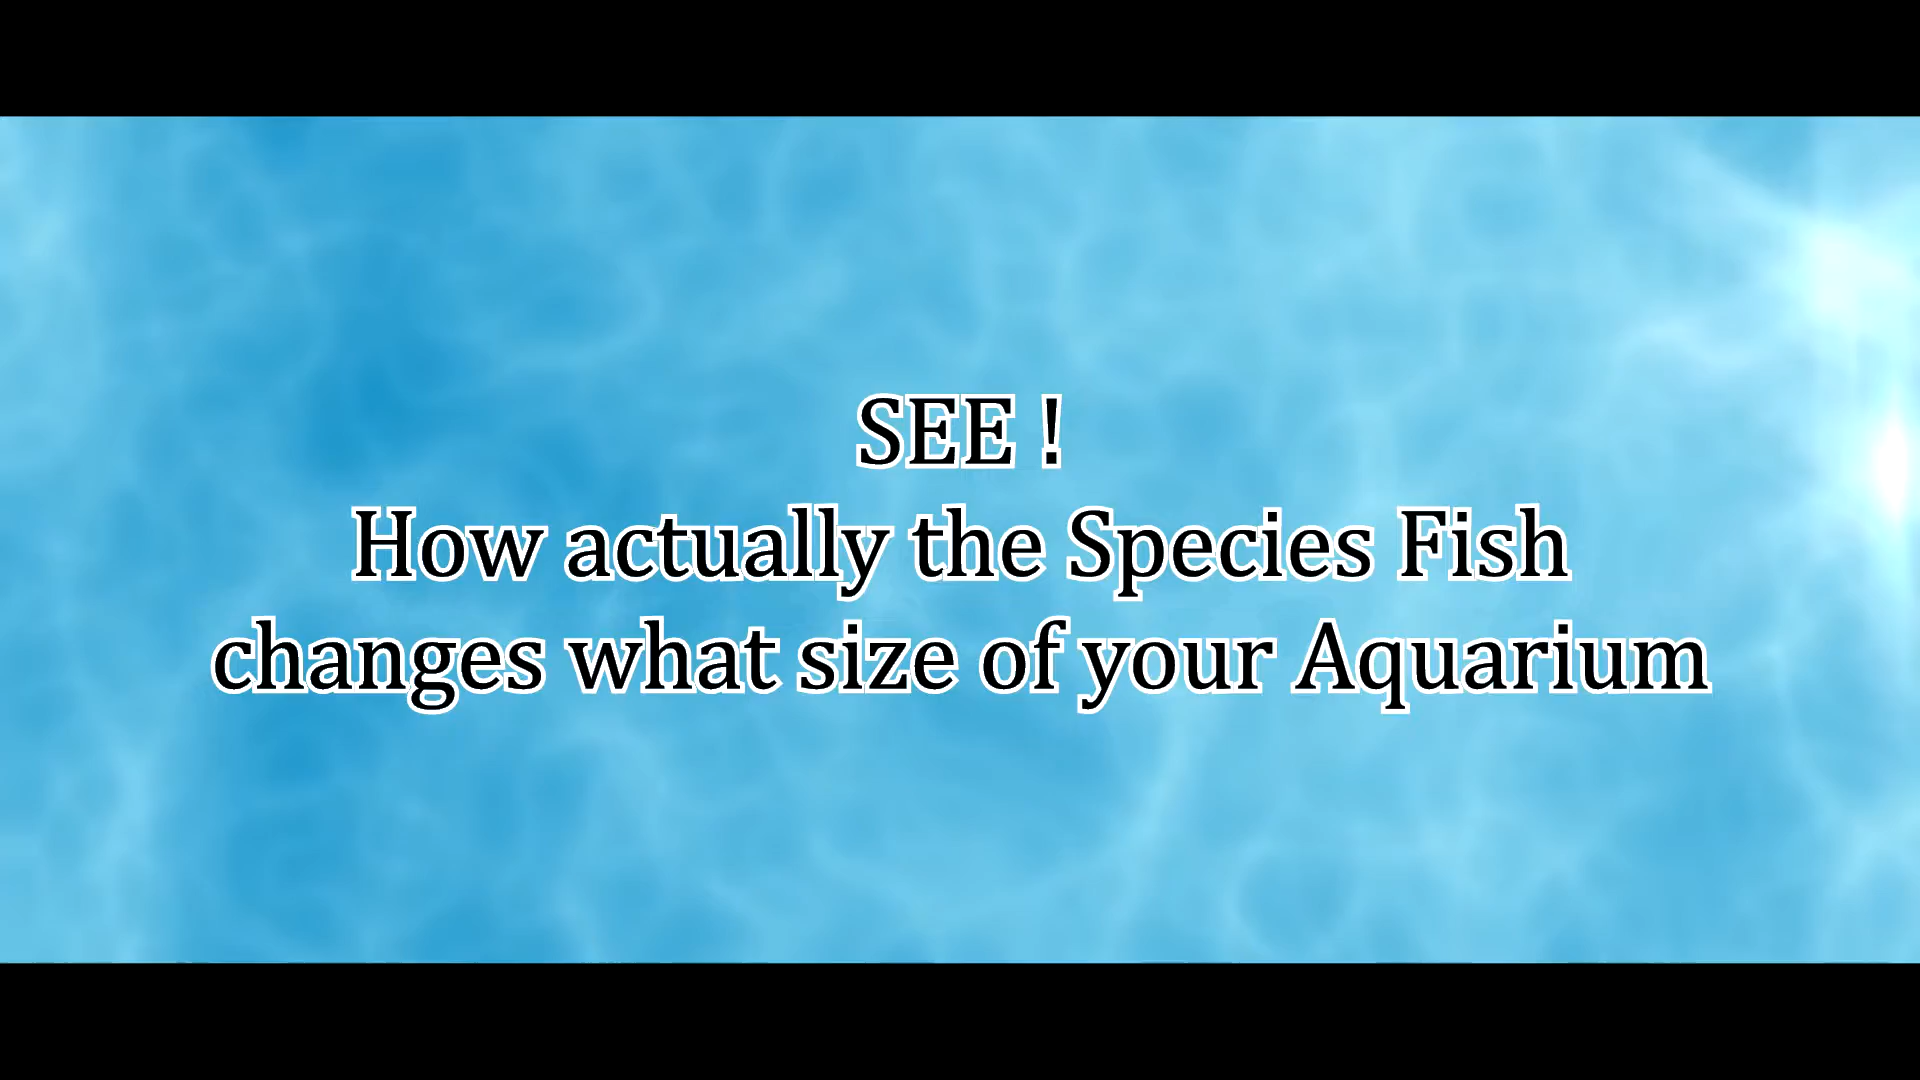 SEE !
How actually the Species Fish
changes what size of your Aquarium